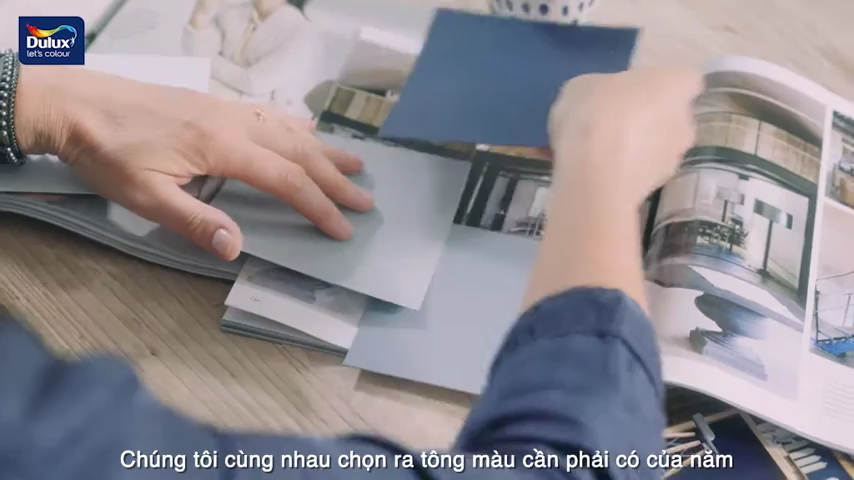 Dulux
let's colour
Chúng tôi cùng nhau chọn ra tông màu cần phải có của năm